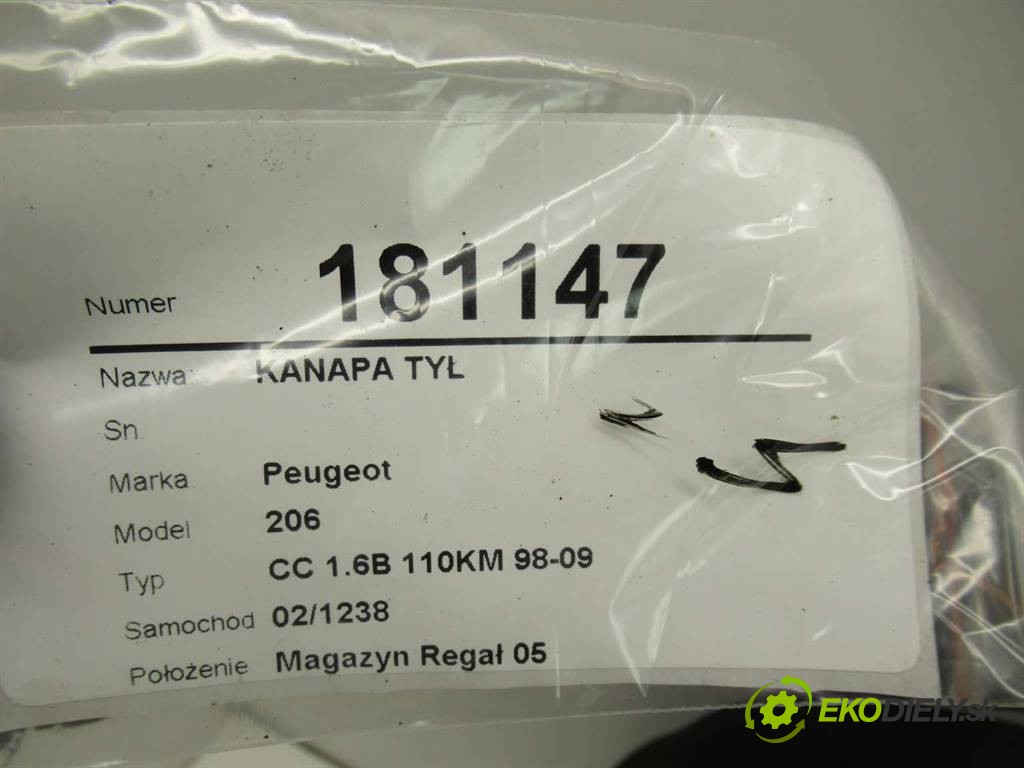 Numer 181147
Nazwa KANAPA TYŁ
Sn
Marka Peugeot
Model 206
Typ CC 1.6B 110KM 98-09
Samochód 02/1238
Położenie Magazyn Regał 05
EKODIELY.sk